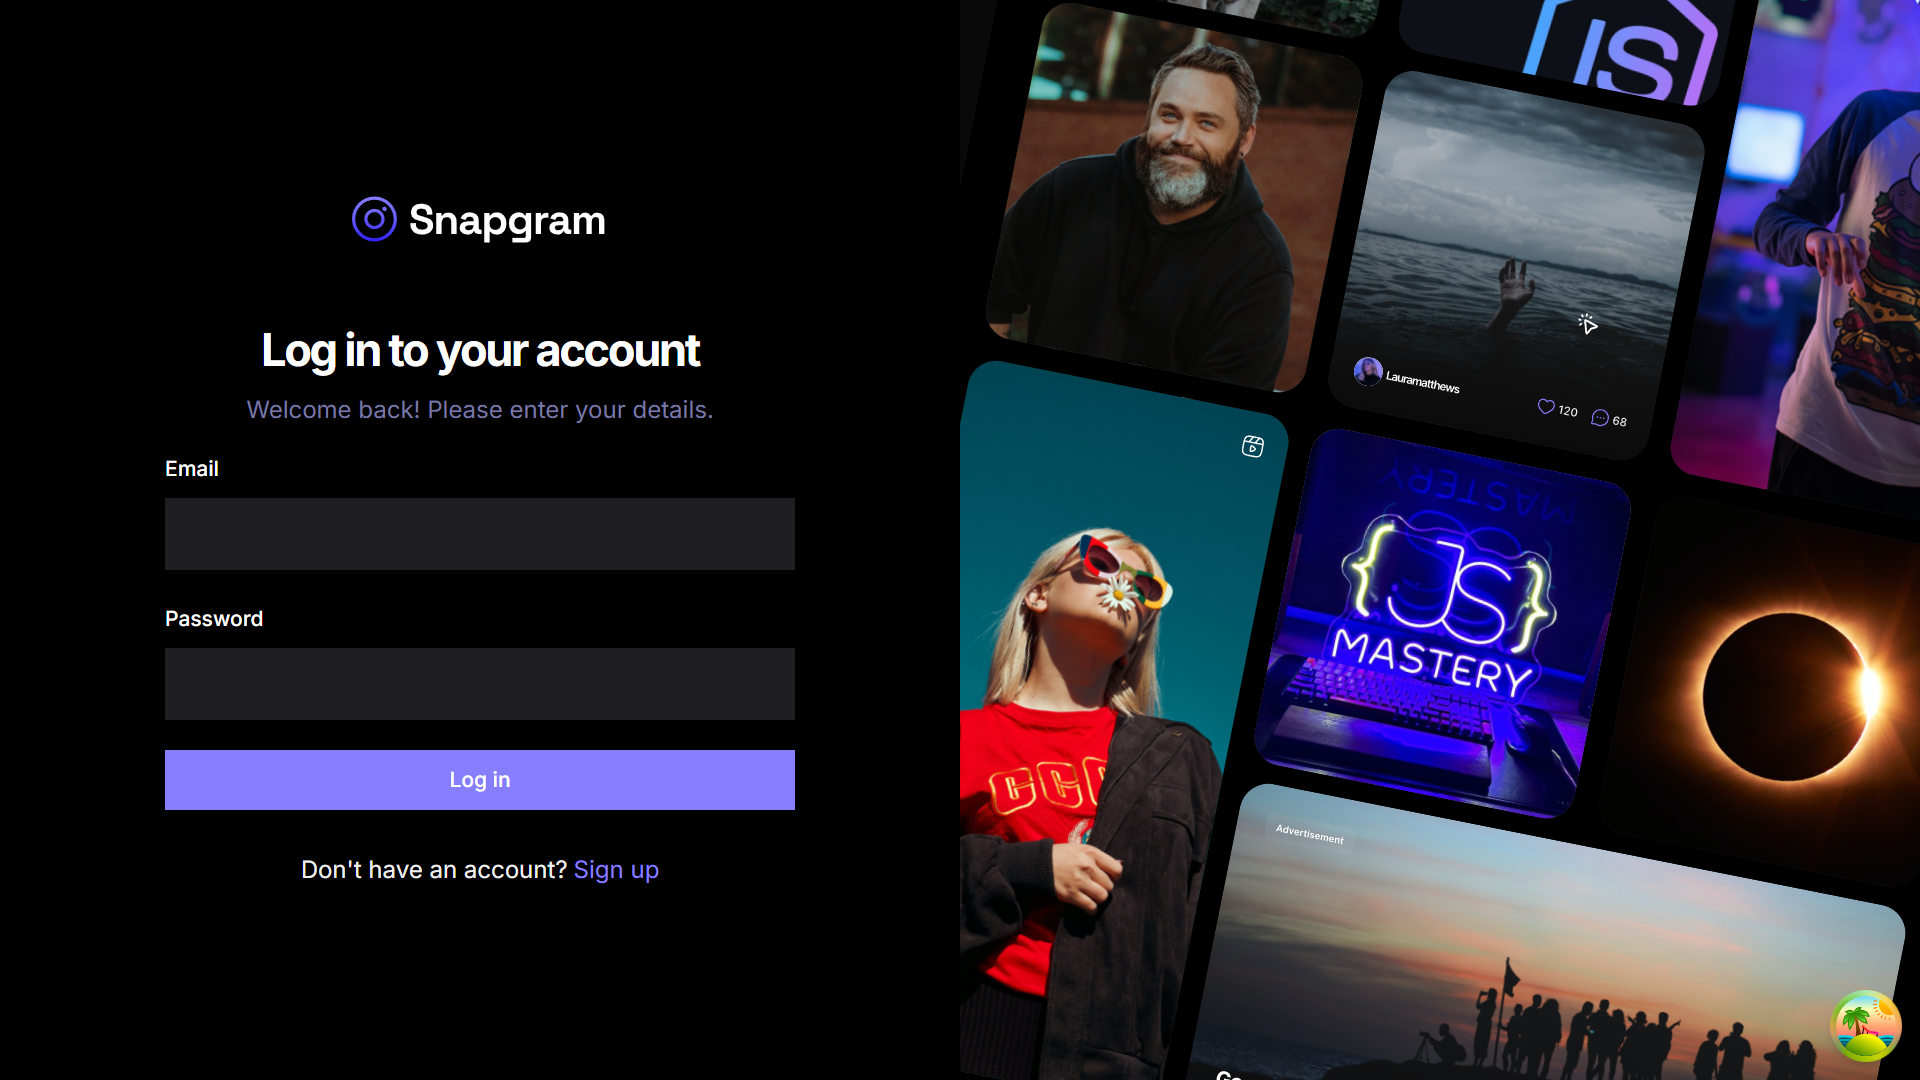 Snapgram
Log in to your account
Welcome back! Please enter your details.
Email
Password
Log in
Don't have an account? Sign up
JS
Lauramatthews
120
68
MASTERY
{JS}
MASTERY
CCC
Advertisement
Go